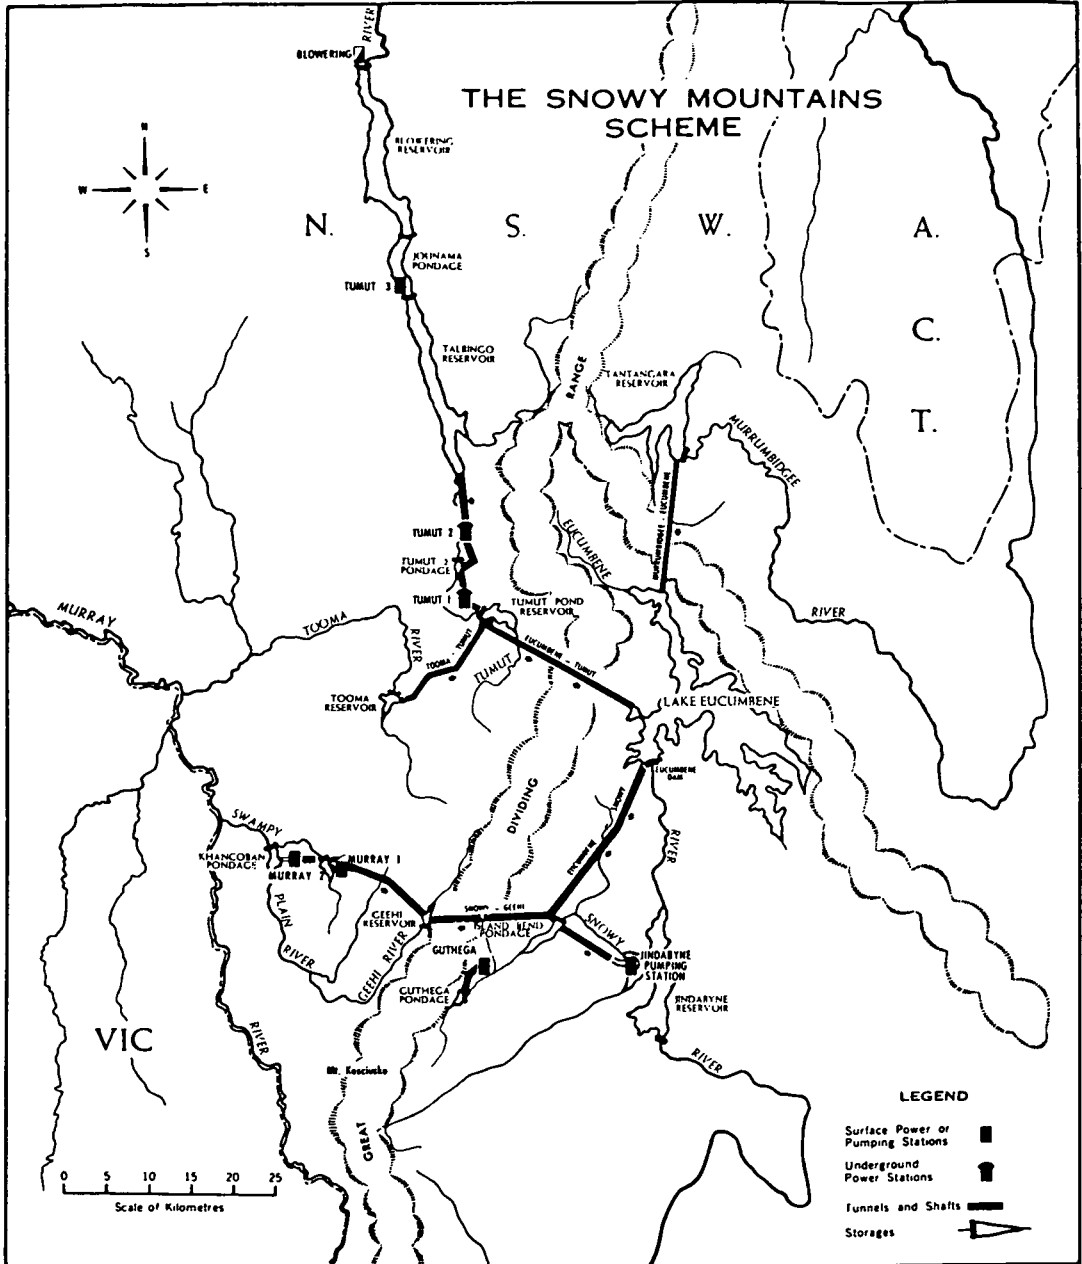 RIVER
BLOWERING
THE SNOWY MOUNTAINS
SCHEME
BLOWERING
RESERVOIR
N
W
E
S
N.
S.
W.
A.
JOUNAMA
PONDAGE
TUMUT 3
C.
TALBINGO
RESERVOIR
RANGE
TANTANGARA
RESERVOIR
T.
MURRUMBIDGEE
MURRUMBIDGEE - EUCUMBENE
EUCUMBENE
TUMUT 2
TUMUT 2
PONDAGE
TUMUT 1
TUMUT POND
RESERVOIR
MURRAY
TOOMA
RIVER
RIVER
TOOMA - TUMUT
EUCUMBENE - TUMUT
TUMUT
TOOMA
RESERVOIR
LAKE EUCUMBENE
EUCUMBENE
DAM
DIVIDING
EUCUMBENE SNOWY
RIVER
SWAMPY
KHANCOBAN
PONDAGE
MURRAY 1
MURRAY 2
PLAIN
RIVER
GEEHI
RESERVOIR
GEEHI RIVER
SNOWY - GEEHI
ISLAND BEND
PONDAGE
SNOWY
GUTHEGA
JINDABYNE
PUMPING
STATION
GUTHEGA
PONDAGE
JINDABYNE
RESERVOIR
VIC
RIVER
RIVER
Mt. Kosciusko
GREAT
LEGEND
Surface Power or
Pumping Stations
Underground
Power Stations
Tunnels and Shafts
Storages
0 5 10 15 20 25
Scale of Kilometres